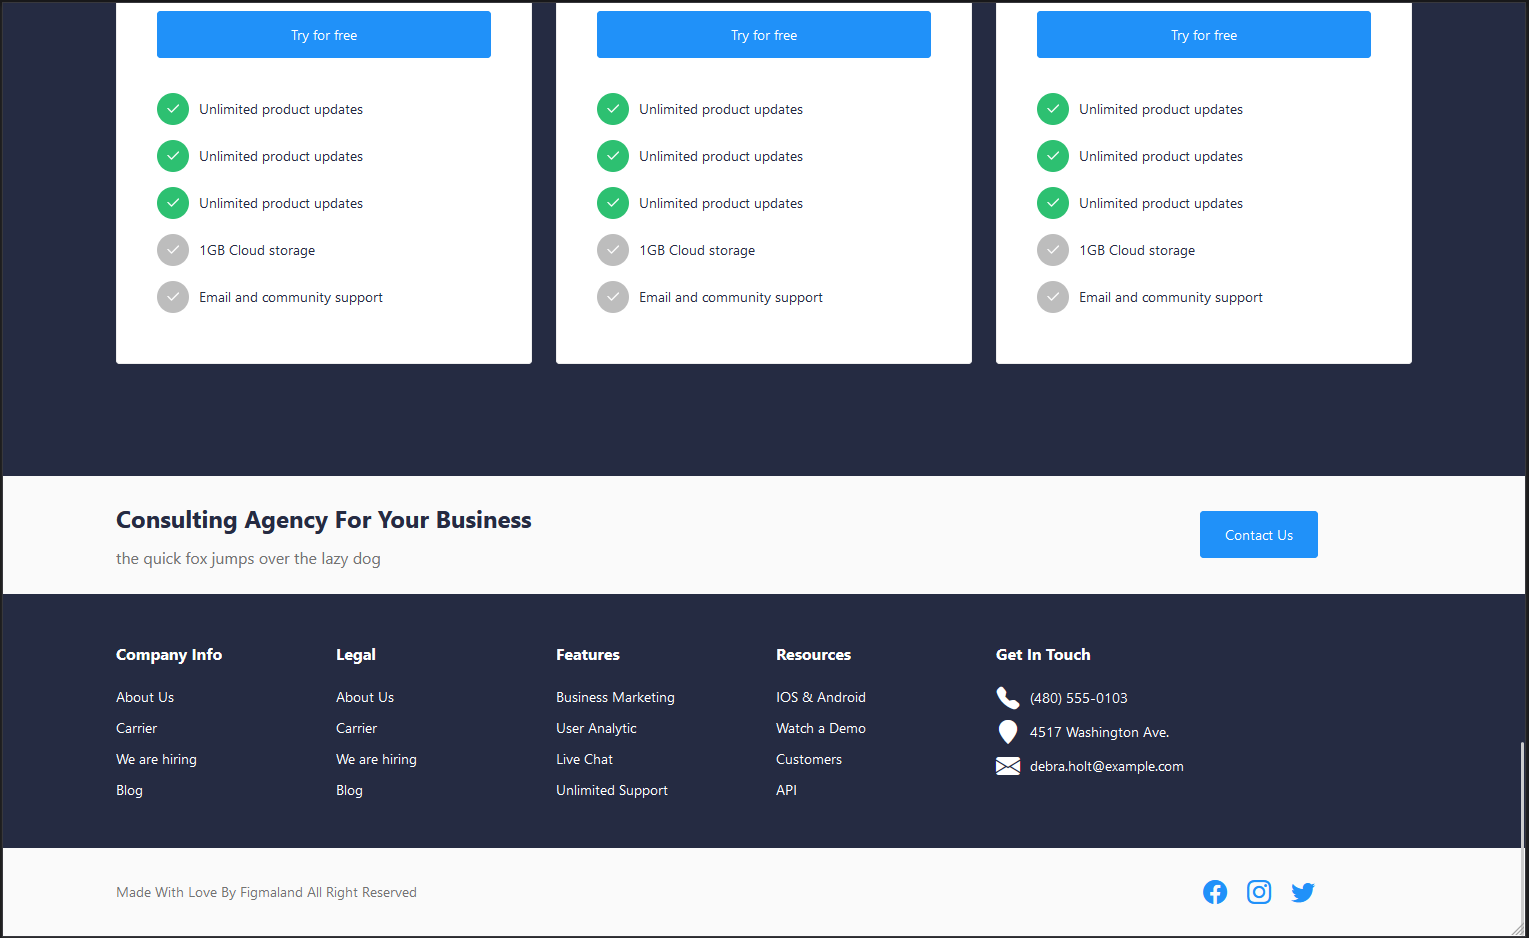 Try for free
Unlimited product updates
Unlimited product updates
Unlimited product updates
1GB Cloud storage
Email and community support
Try for free
Unlimited product updates
Unlimited product updates
Unlimited product updates
1GB Cloud storage
Email and community support
Try for free
Unlimited product updates
Unlimited product updates
Unlimited product updates
1GB Cloud storage
Email and community support
Consulting Agency For Your Business
the quick fox jumps over the lazy dog
Contact Us
Company Info
About Us
Carrier
We are hiring
Blog
Legal
About Us
Carrier
We are hiring
Blog
Features
Business Marketing
User Analytic
Live Chat
Unlimited Support
Resources
IOS & Android
Watch a Demo
Customers
API
Get In Touch
(480) 555-0103
4517 Washington Ave.
debra.holt@example.com
Made With Love By Figmaland All Right Reserved